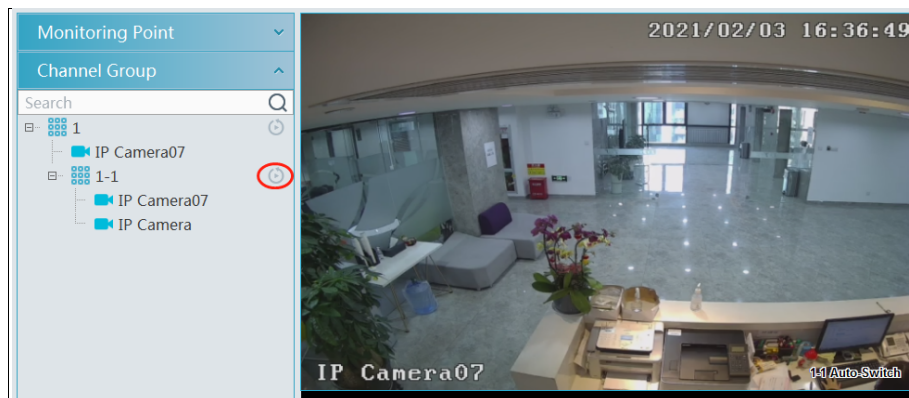 Monitoring Point
Channel Group
Search
1
IP Camera07
1-1
IP Camera07
IP Camera
2021/02/03 16:36:49
IP Camera07
1-1 Auto-Switch